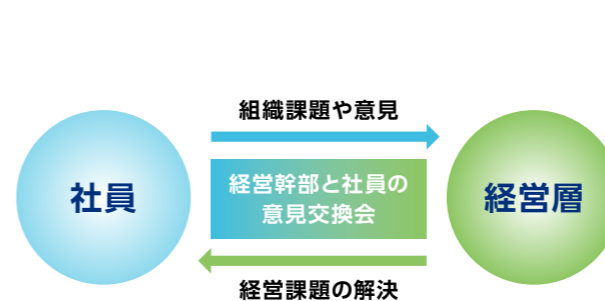 組織課題や意見
社員
経営幹部と社員の
意見交換会
経営層
経営課題の解決